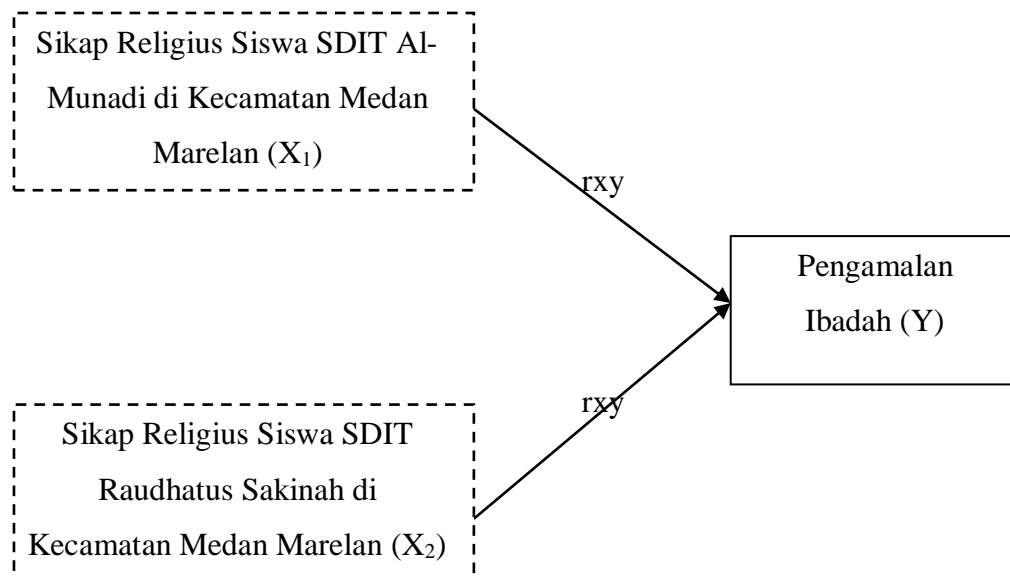 Sikap Religius Siswa SDIT Al-
Munadi di Kecamatan Medan
Marelan (X₁)
rxy
Pengamalan
Ibadah (Y)
rxy
Sikap Religius Siswa SDIT
Raudhatus Sakinah di
Kecamatan Medan Marelan (X₂)